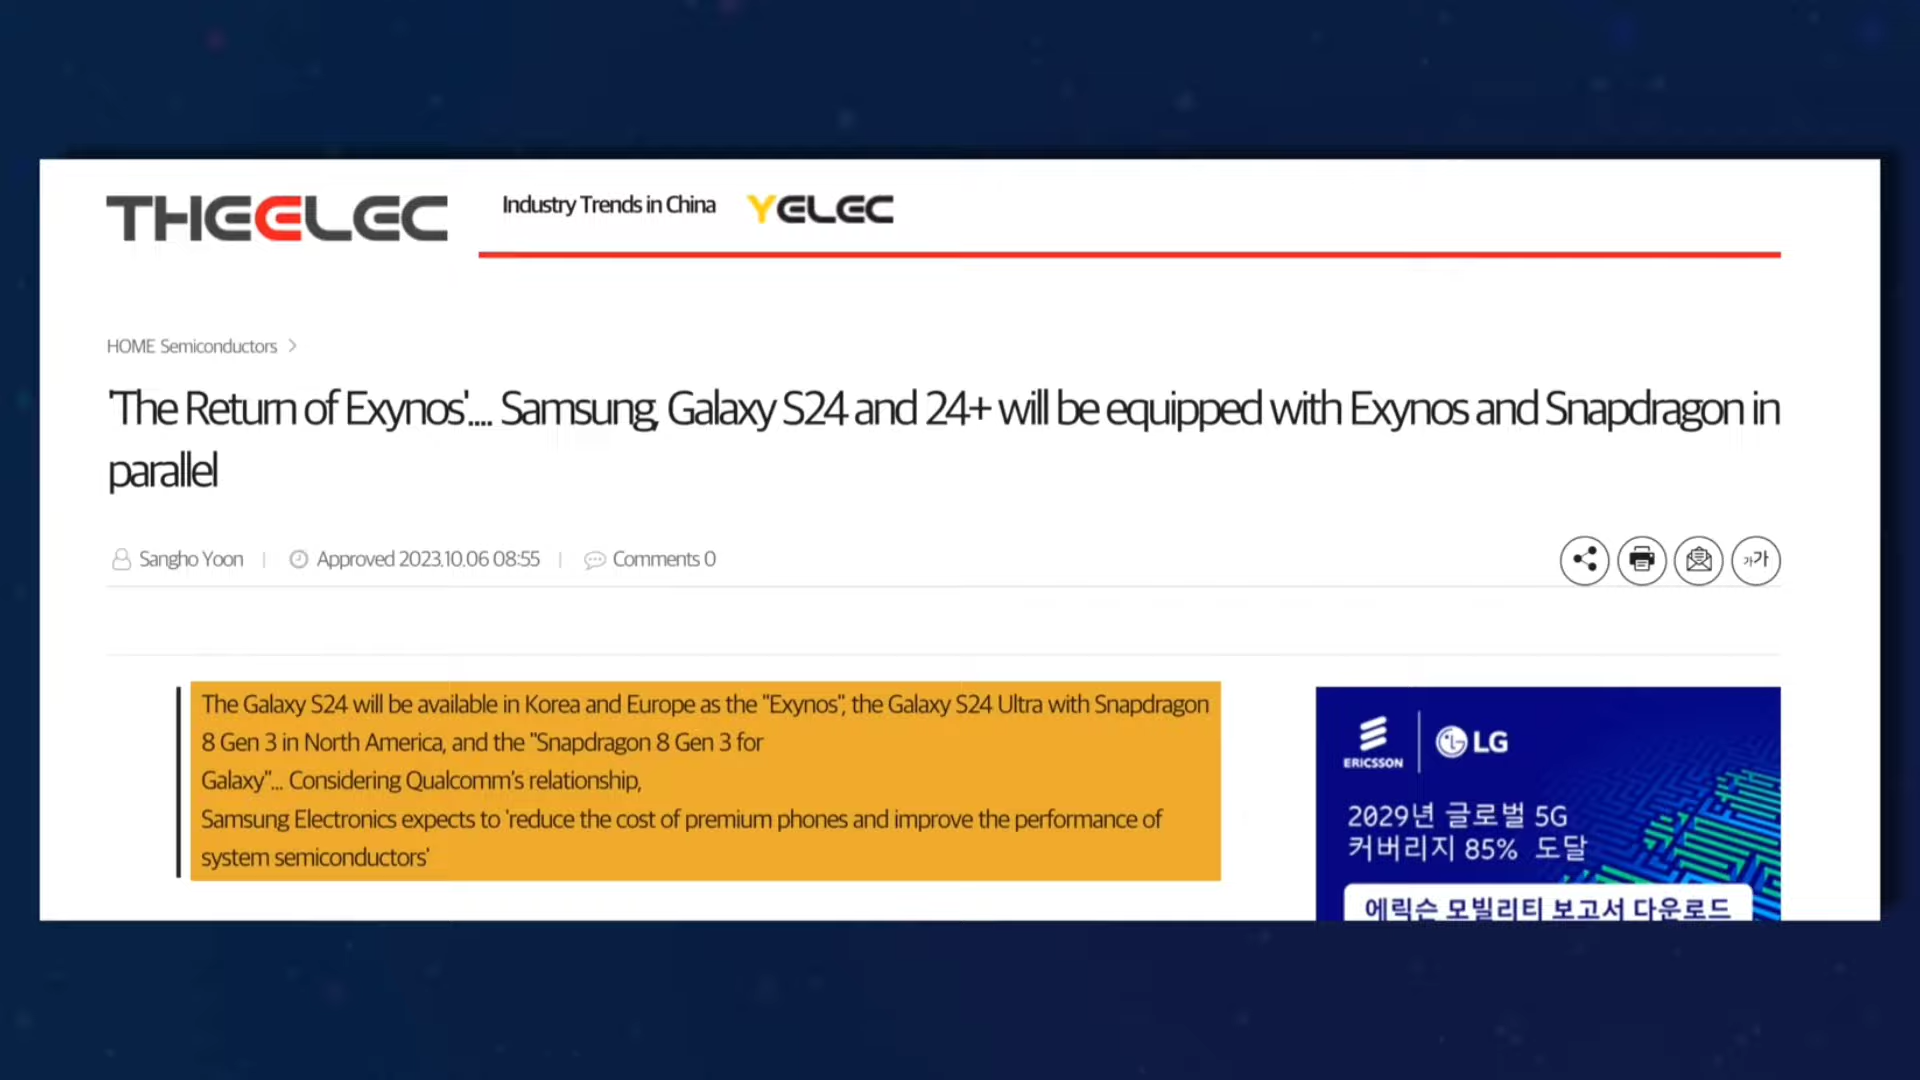 THEELEC
Industry Trends in China
YELEC
HOME Semiconductors
'The Return of Exynos'.... Samsung, Galaxy S24 and 24+ will be equipped with Exynos and Snapdragon in
parallel
Sangho Yoon
Approved 2023.10.06 08:55
Comments 0
가가
The Galaxy S24 will be available in Korea and Europe as the "Exynos", the Galaxy S24 Ultra with Snapdragon
8 Gen 3 in North America, and the "Snapdragon 8 Gen 3 for
Galaxy"... Considering Qualcomm's relationship,
Samsung Electronics expects to 'reduce the cost of premium phones and improve the performance of
system semiconductors'
ERICSSON
LG
2029년 글로벌 5G
커버리지 85% 도달
에릭슨 모빌리티 보고서 다운로드